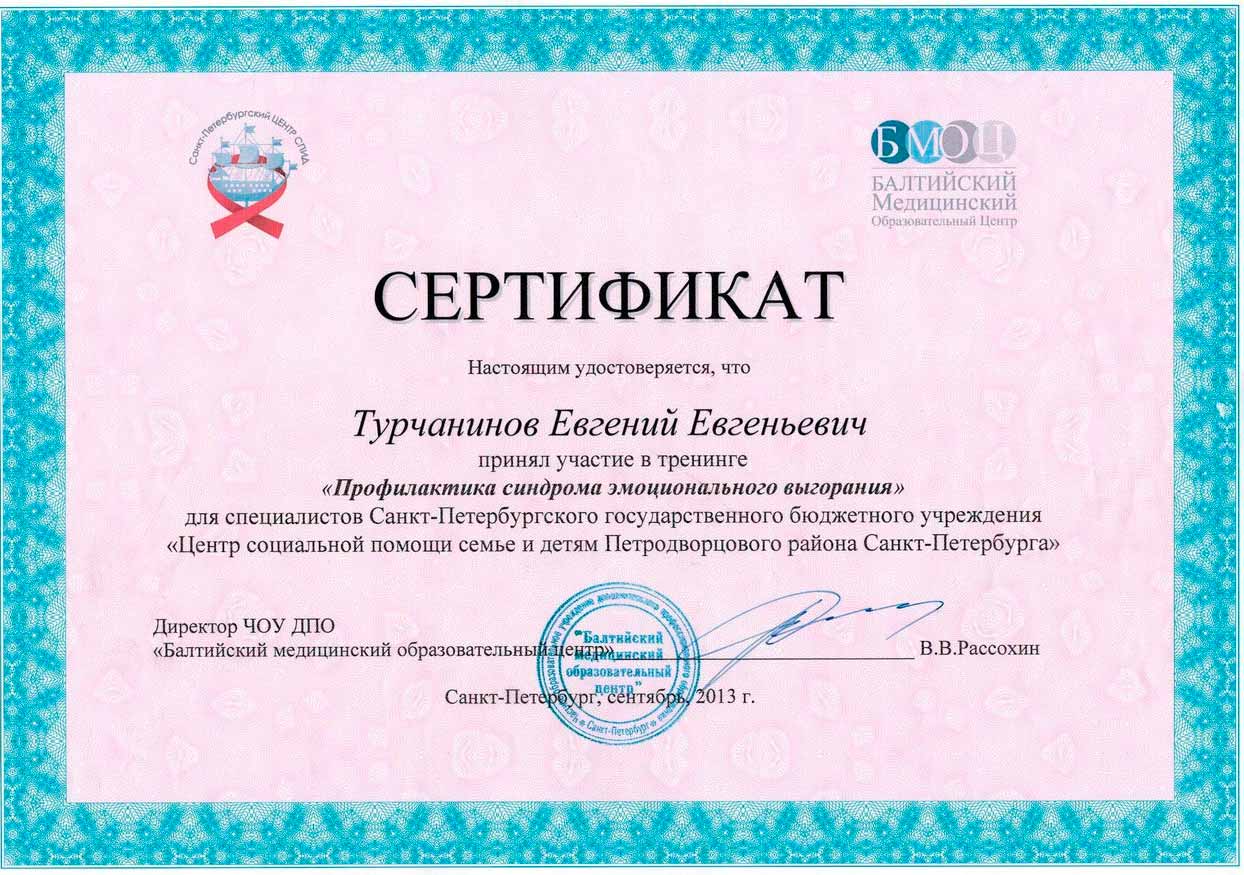 Санкт-Петербургский ЦЕНТР СПИД
БМОЦ
БАЛТИЙСКИЙ
Медицинский
Образовательный Центр
СЕРТИФИКАТ
Настоящим удостоверяется, что
Турчанинов Евгений Евгеньевич
принял участие в тренинге
«Профилактика синдрома эмоционального выгорания»
для специалистов Санкт-Петербургского государственного бюджетного учреждения
«Центр социальной помощи семье и детям Петродворцового района Санкт-Петербурга»
Директор ЧОУ ДПО
«Балтийский медицинский образовательный центр» В.В.Рассохин
"Балтийский
медицинский
образовательный
центр"
Санкт-Петербург
Санкт-Петербург, сентябрь, 2013 г.